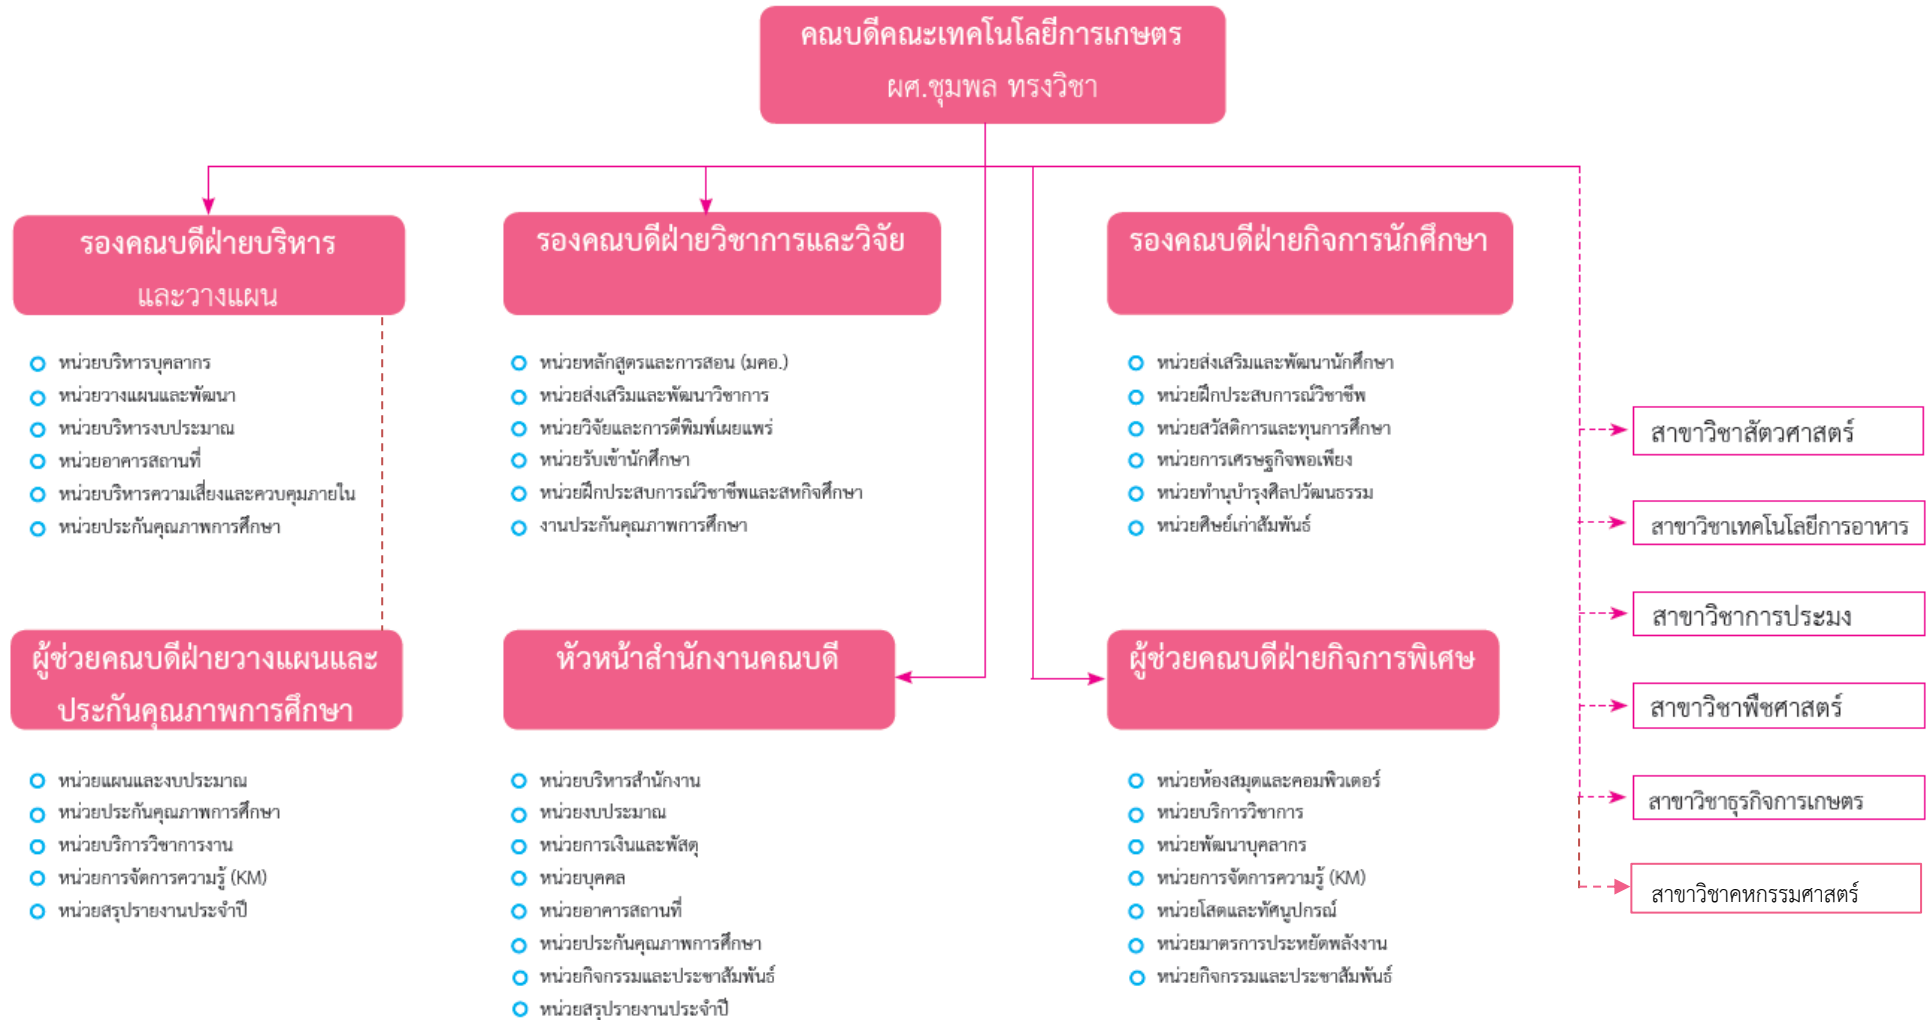 คณบดีคณะเทคโนโลยีการเกษตร
ผศ.ชุมพล ทรงวิชา
รองคณบดีฝ่ายบริหาร
และวางแผน
หน่วยบริหารบุคลากร
หน่วยวางแผนและพัฒนา
หน่วยบริหารงบประมาณ
หน่วยอาคารสถานที่
หน่วยบริหารความเสี่ยงและควบคุมภายใน
หน่วยประกันคุณภาพการศึกษา
รองคณบดีฝ่ายวิชาการและวิจัย
หน่วยหลักสูตรและการสอน (มคอ.)
หน่วยส่งเสริมและพัฒนาวิชาการ
หน่วยวิจัยและการตีพิมพ์เผยแพร่
หน่วยรับเข้านักศึกษา
หน่วยฝึกประสบการณ์วิชาชีพและสหกิจศึกษา
งานประกันคุณภาพการศึกษา
รองคณบดีฝ่ายกิจการนักศึกษา
หน่วยส่งเสริมและพัฒนานักศึกษา
หน่วยฝึกประสบการณ์วิชาชีพ
หน่วยสวัสดิการและทุนการศึกษา
หน่วยการเศรษฐกิจพอเพียง
หน่วยทำนุบำรุงศิลปวัฒนธรรม
หน่วยศิษย์เก่าสัมพันธ์
ผู้ช่วยคณบดีฝ่ายวางแผนและ
ประกันคุณภาพการศึกษา
หน่วยแผนและงบประมาณ
หน่วยประกันคุณภาพการศึกษา
หน่วยบริการวิชาการงาน
หน่วยการจัดการความรู้ (KM)
หน่วยสรุปรายงานประจำปี
หัวหน้าสำนักงานคณบดี
หน่วยบริหารสำนักงาน
หน่วยงบประมาณ
หน่วยการเงินและพัสดุ
หน่วยบุคคล
หน่วยอาคารสถานที่
หน่วยประกันคุณภาพการศึกษา
หน่วยกิจกรรมและประชาสัมพันธ์
หน่วยสรุปรายงานประจำปี
ผู้ช่วยคณบดีฝ่ายกิจการพิเศษ
หน่วยห้องสมุดและคอมพิวเตอร์
หน่วยบริการวิชาการ
หน่วยพัฒนาบุคลากร
หน่วยการจัดการความรู้ (KM)
หน่วยโสตและทัศนูปกรณ์
หน่วยมาตรการประหยัดพลังงาน
หน่วยกิจกรรมและประชาสัมพันธ์
สาขาวิชาสัตวศาสตร์
สาขาวิชาเทคโนโลยีการอาหาร
สาขาวิชาการประมง
สาขาวิชาพืชศาสตร์
สาขาวิชาธุรกิจการเกษตร
สาขาวิชาคหกรรมศาสตร์